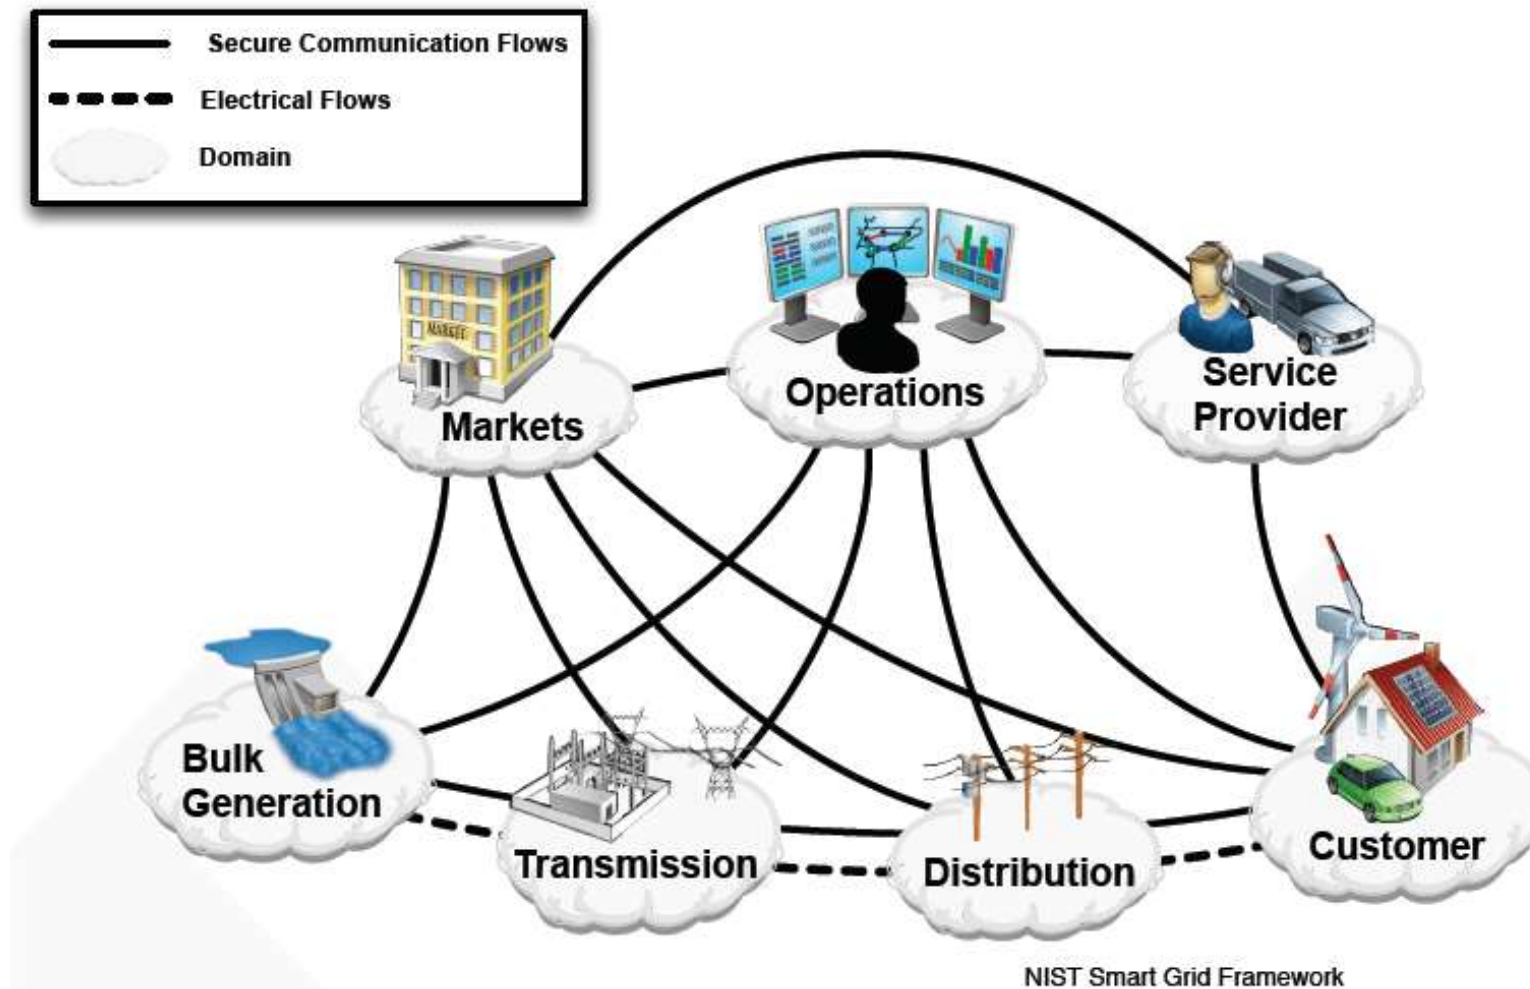 Secure Communication Flows
Electrical Flows
Domain
MARKET
Markets
Operations
Service
Provider
Bulk
Generation
Transmission
Distribution
Customer
NIST Smart Grid Framework